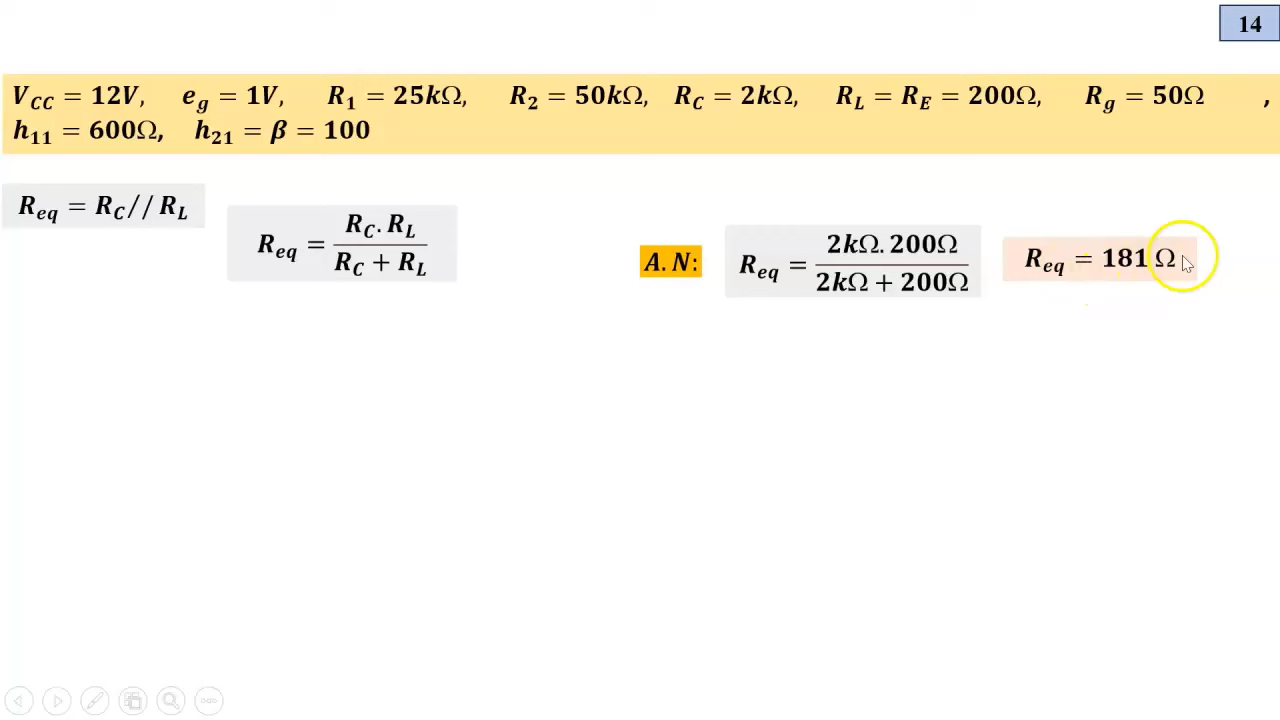 14
V_CC = 12V, e_g = 1V, R_1 = 25kΩ, R_2 = 50kΩ, R_C = 2kΩ, R_L = R_E = 200Ω, R_g = 50Ω ,
h_11 = 600Ω, h_21 = β = 100
R_eq = R_C // R_L
R_eq = (R_C . R_L) / (R_C + R_L)
A.N:
R_eq = (2kΩ . 200Ω) / (2kΩ + 200Ω)
R_eq = 181 Ω